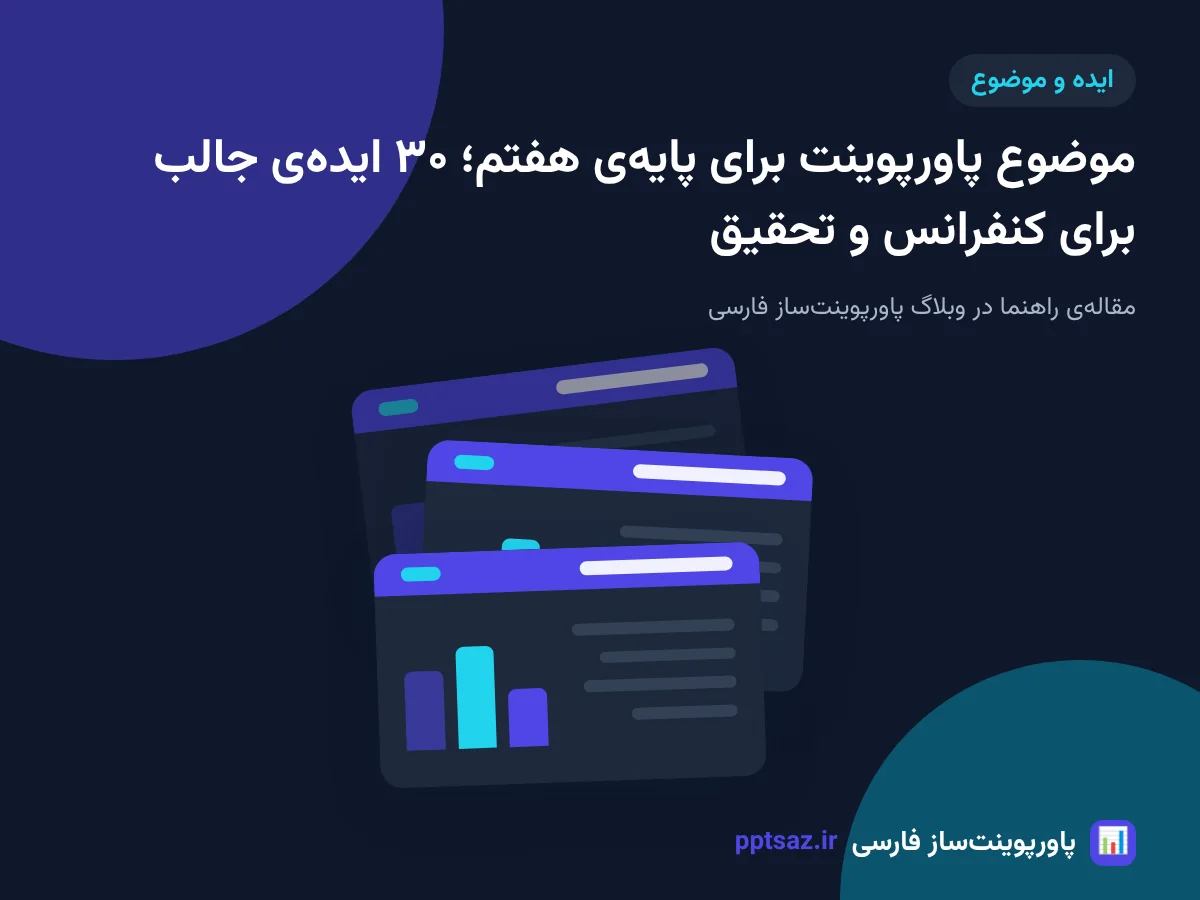 ایده و موضوع
موضوع پاورپوینت برای پایه‌ی هفتم؛ ۳۰ ایده‌ی جالب
برای کنفرانس و تحقیق
مقاله‌ی راهنما در وبلاگ پاورپوینت‌ساز فارسی
پاورپوینت‌ساز فارسی pptsaz.ir